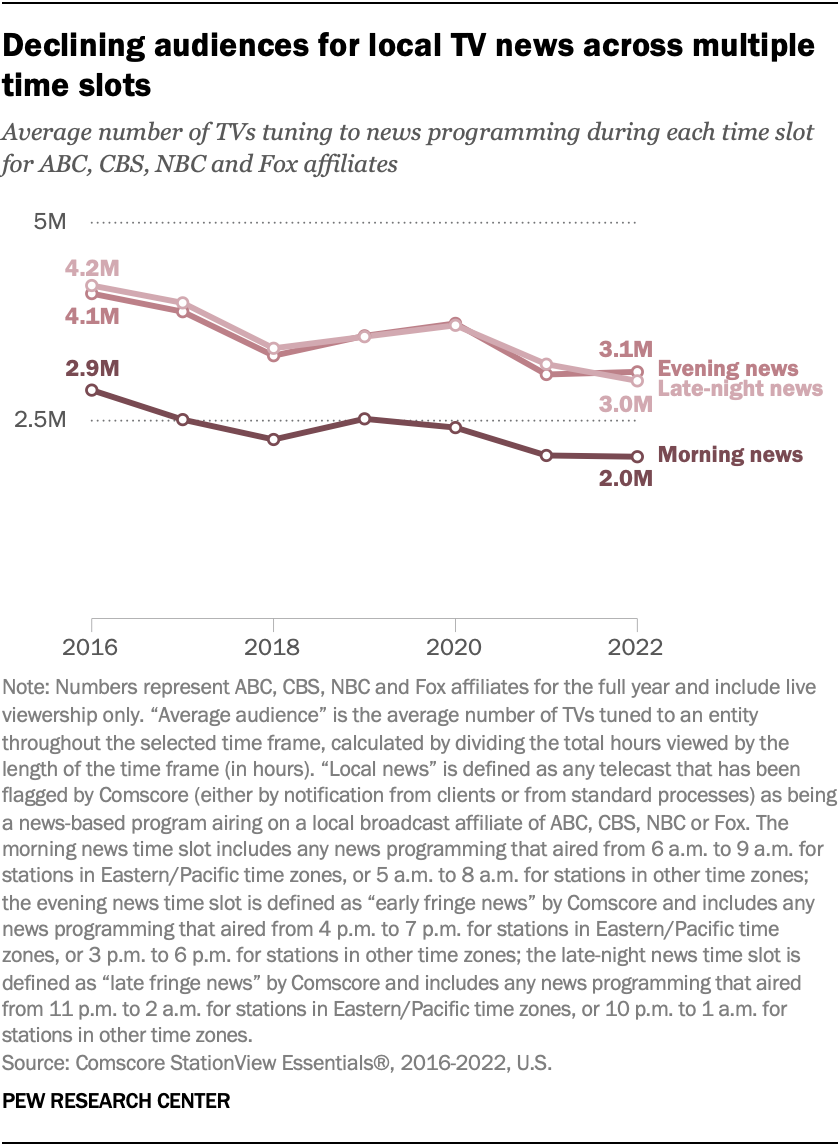 Declining audiences for local TV news across multiple
time slots
Average number of TVs tuning to news programming during each time slot
for ABC, CBS, NBC and Fox affiliates
5M
4.2M
4.1M
2.9M
3.1M
Evening news
Late-night news
3.0M
2.5M
Morning news
2.0M
2016
2018
2020
2022
Note: Numbers represent ABC, CBS, NBC and Fox affiliates for the full year and include live
viewership only. “Average audience” is the average number of TVs tuned to an entity
throughout the selected time frame, calculated by dividing the total hours viewed by the
length of the time frame (in hours). “Local news” is defined as any telecast that has been
flagged by Comscore (either by notification from clients or from standard processes) as being
a news-based program airing on a local broadcast affiliate of ABC, CBS, NBC or Fox. The
morning news time slot includes any news programming that aired from 6 a.m. to 9 a.m. for
stations in Eastern/Pacific time zones, or 5 a.m. to 8 a.m. for stations in other time zones;
the evening news time slot is defined as “early fringe news” by Comscore and includes any
news programming that aired from 4 p.m. to 7 p.m. for stations in Eastern/Pacific time
zones, or 3 p.m. to 6 p.m. for stations in other time zones; the late-night news time slot is
defined as “late fringe news” by Comscore and includes any news programming that aired
from 11 p.m. to 2 a.m. for stations in Eastern/Pacific time zones, or 10 p.m. to 1 a.m. for
stations in other time zones.
Source: Comscore StationView Essentials®, 2016-2022, U.S.
PEW RESEARCH CENTER